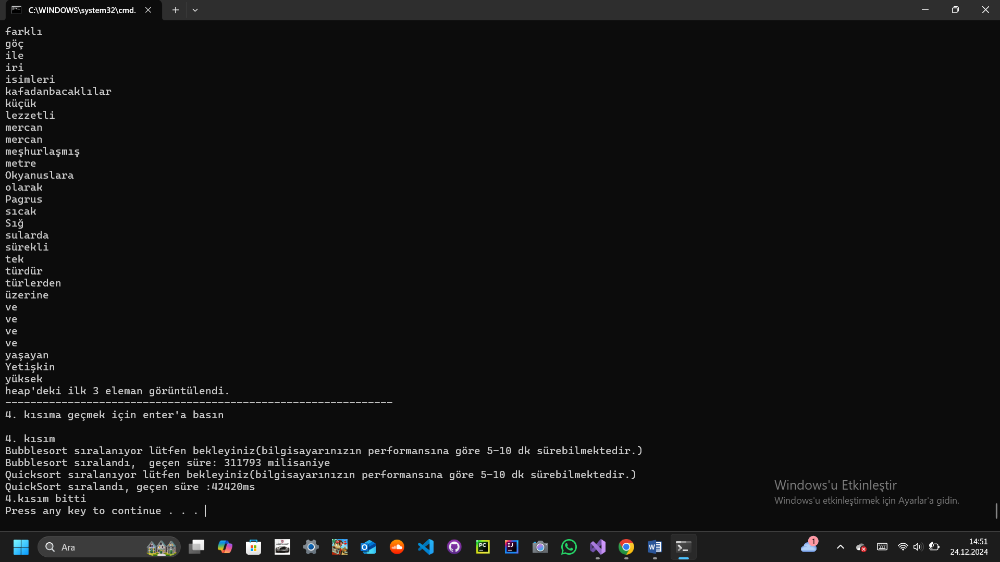 C:\WINDOWS\system32\cmd.
farklı
göç
ile
iri
isimleri
kafadanbacaklılar
küçük
lezzetli
mercan
mercan
meşhurlaşmış
metre
Okyanuslara
olarak
Pagrus
sıcak
Sığ
sularda
sürekli
tek
türdür
türlerden
üzerine
ve
ve
ve
ve
yaşayan
Yetişkin
yüksek
heap'deki ilk 3 eleman görüntülendi.
--------------------------------------------------------------
4. kısıma geçmek için enter'a basın
4. kısım
Bubblesort sıralanıyor lütfen bekleyiniz(bilgisayarınızın performansına göre 5-10 dk sürebilmektedir.)
Bubblesort sıralandı,  geçen süre: 311793 milisaniye
Quicksort sıralanıyor lütfen bekleyiniz(bilgisayarınızın performansına göre 5-10 dk sürebilmektedir.)
QuickSort sıralandı, geçen süre :42420ms
4.kısım bitti
Press any key to continue . . .
Windows'u Etkinleştir
Windows'u etkinleştirmek için Ayarlar'a gidin.
Ara
PC
IJ
W
1
14:51
24.12.2024